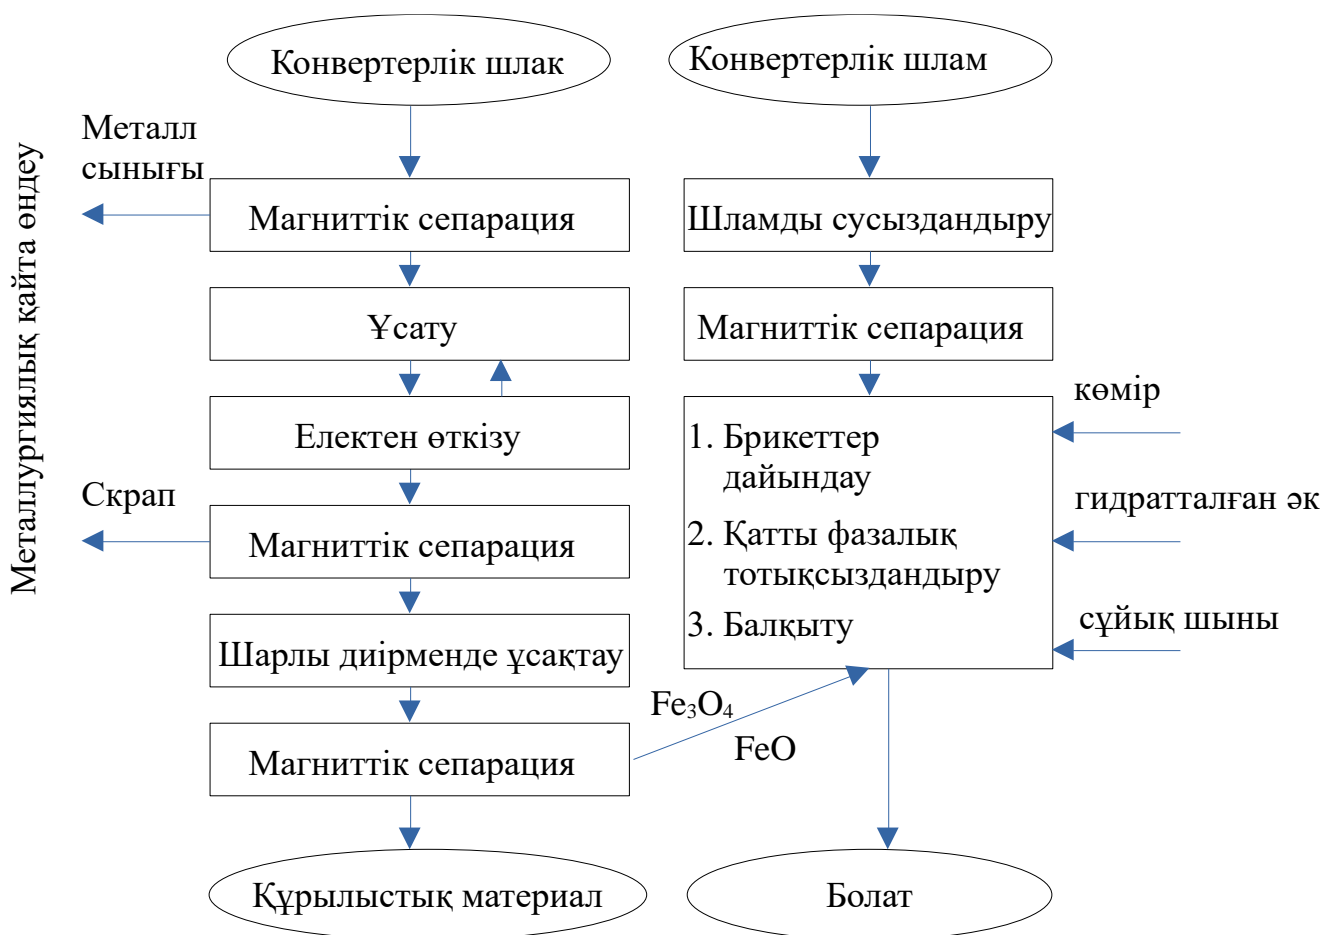 Конвертерлік шлак
Конвертерлік шлам
Металл
сынығы
Металлургиялық қайта өндеу
Магниттік сепарация
Шламды сусыздандыру
Ұсату
Магниттік сепарация
Електен өткізу
көмір
1. Брикеттер
дайындау
Скрап
гидратталған әк
Магниттік сепарация
2. Қатты фазалық
тотықсыздандыру
сұйық шыны
3. Балқыту
Шарлы диірменде ұсақтау
Fe₃O₄
FeO
Магниттік сепарация
Құрылыстық материал
Болат